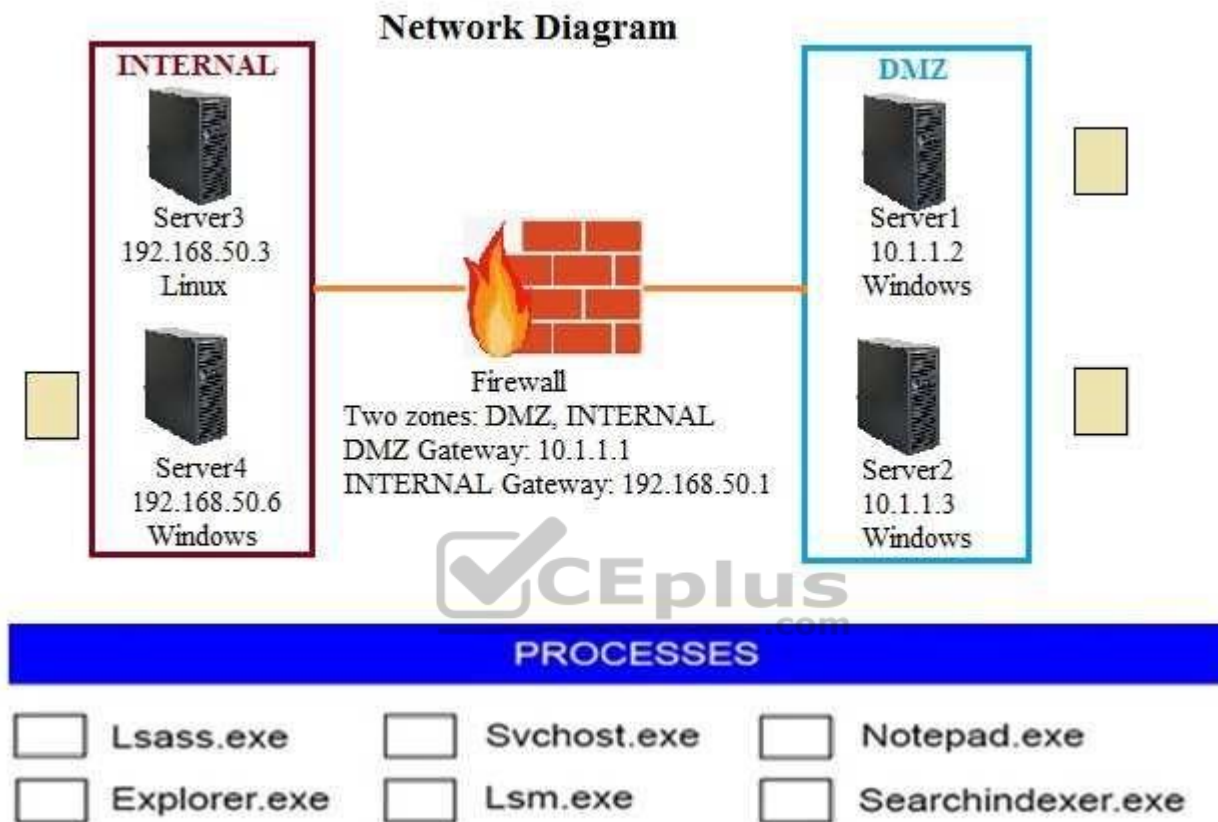 Network Diagram
INTERNAL
Server3
192.168.50.3
Linux
Server4
192.168.50.6
Windows
Firewall
Two zones: DMZ, INTERNAL
DMZ Gateway: 10.1.1.1
INTERNAL Gateway: 192.168.50.1
DMZ
Server1
10.1.1.2
Windows
Server2
10.1.1.3
Windows
CEplus
.com
PROCESSES
Lsass.exe Svchost.exe Notepad.exe
Explorer.exe Lsm.exe Searchindexer.exe